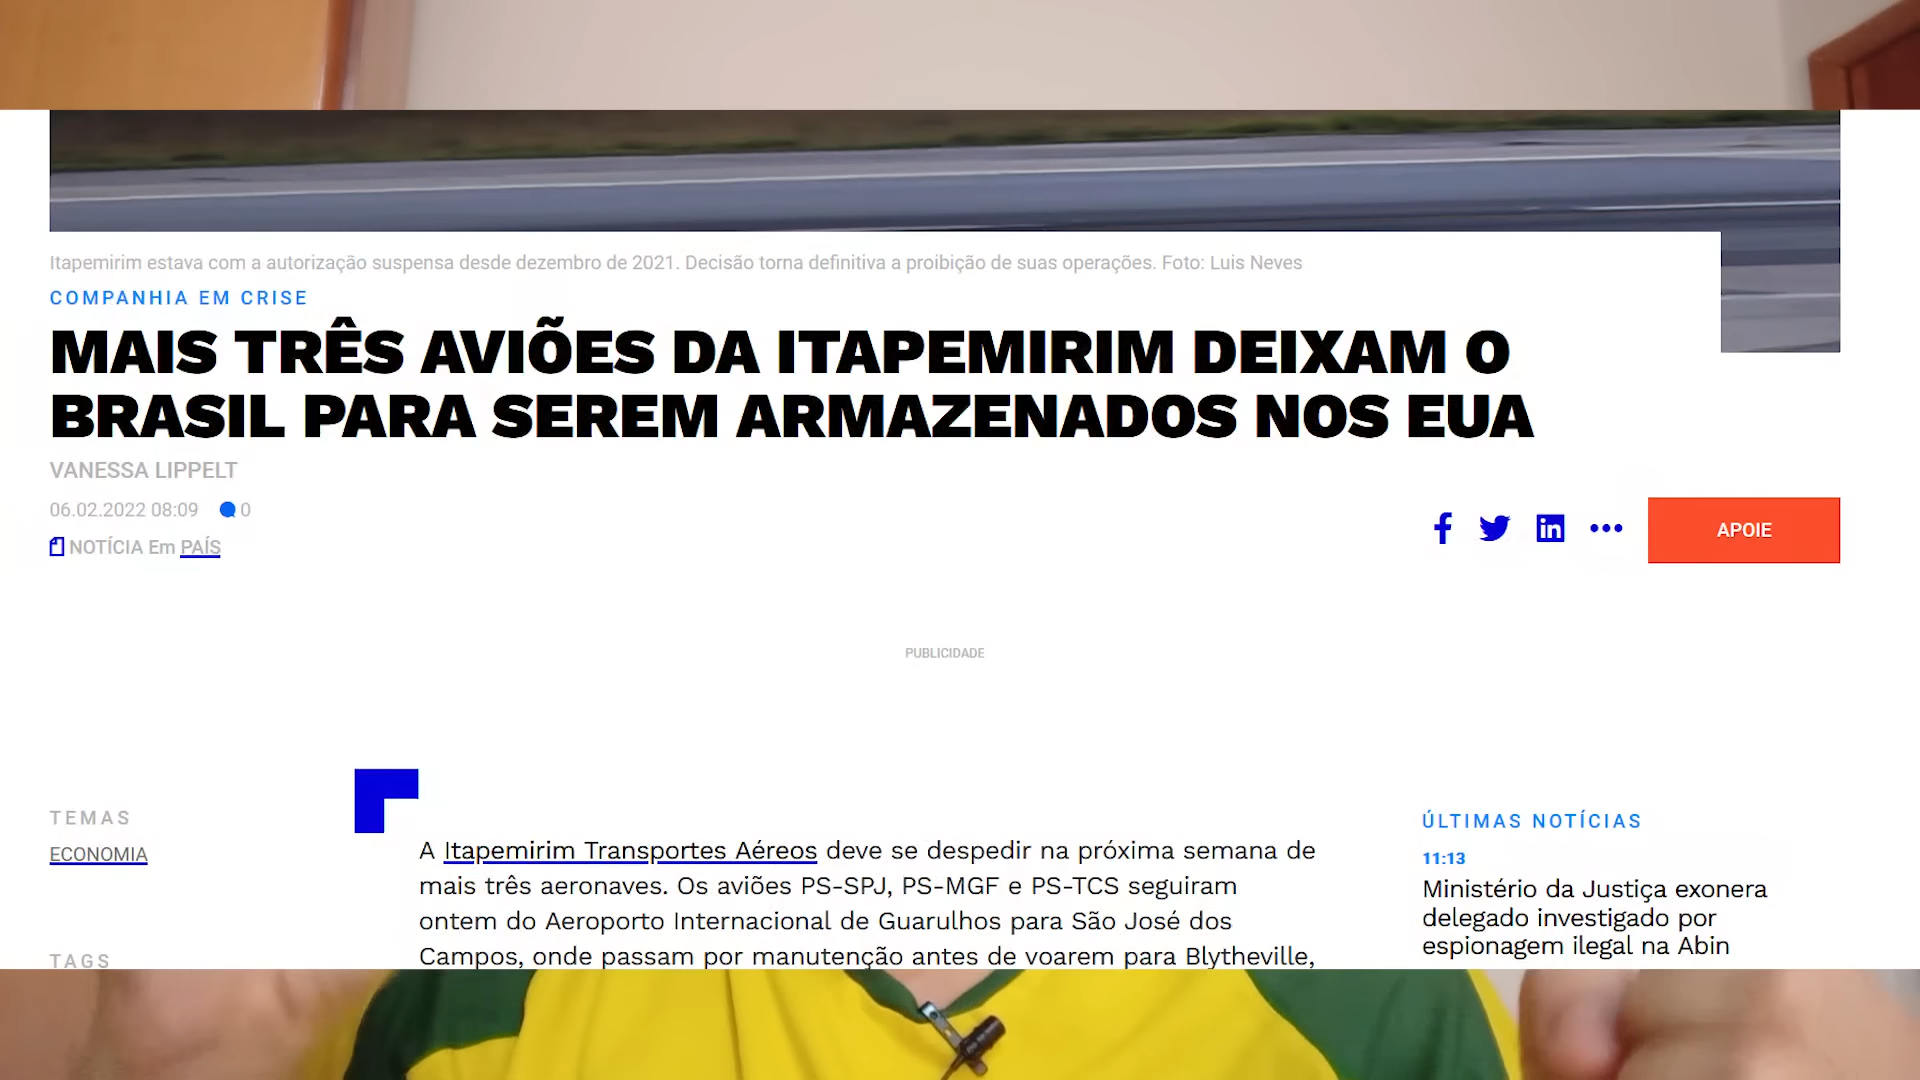 Itapemirim estava com a autorização suspensa desde dezembro de 2021. Decisão torna definitiva a proibição de suas operações. Foto: Luis Neves
COMPANHIA EM CRISE
MAIS TRÊS AVIÕES DA ITAPEMIRIM DEIXAM O
BRASIL PARA SEREM ARMAZENADOS NOS EUA
VANESSA LIPPELT
06.02.2022 08:09 0
NOTÍCIA Em PAÍS
APOIE
PUBLICIDADE
TEMAS
ECONOMIA
TAGS
A Itapemirim Transportes Aéreos deve se despedir na próxima semana de
mais três aeronaves. Os aviões PS-SPJ, PS-MGF e PS-TCS seguiram
ontem do Aeroporto Internacional de Guarulhos para São José dos
Campos, onde passam por manutenção antes de voarem para Blytheville,
ÚLTIMAS NOTÍCIAS
11:13
Ministério da Justiça exonera
delegado investigado por
espionagem ilegal na Abin